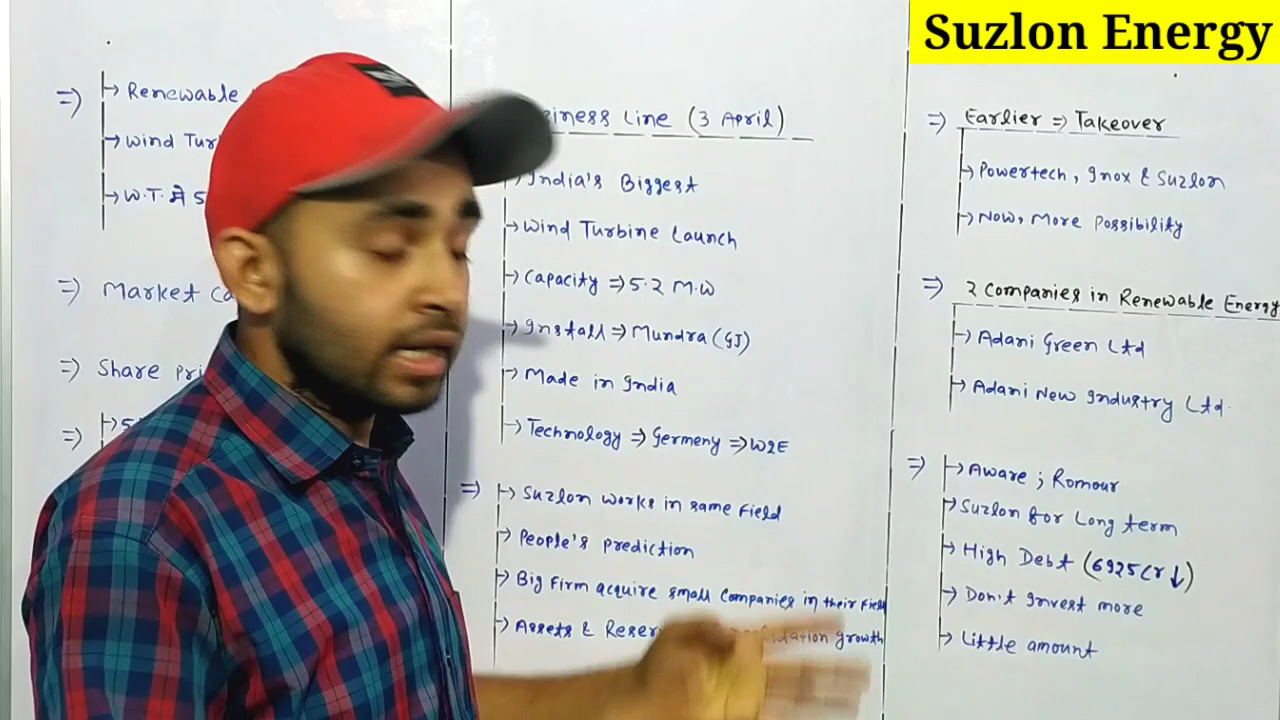 Suzlon Energy
=> Renewable
Wind Tur
W.T. में 5
=> Market Ca
=> Share pri
=>
iness Line (3 April)
India's Biggest
Wind Turbine Launch
Capacity => 5.2 M.W
Install => Mundra (GJ)
Made in India
Technology => Germeny => W2E
=> Suzlon works in same Field
People's prediction
Big Firm acquire small Companies in their Field
Assets & Reser idation growth
=> Earlier => Takeover
Powertech, Inox & Suzlon
Now, More Possibility
=> 2 Companies in Renewable Energy
Adani Green Ltd
Adani New Industry Ltd.
=> Aware ; Romour
Suzlon for Long term
High Debt (6925Cr ↓)
Don't Invest more
Little amount